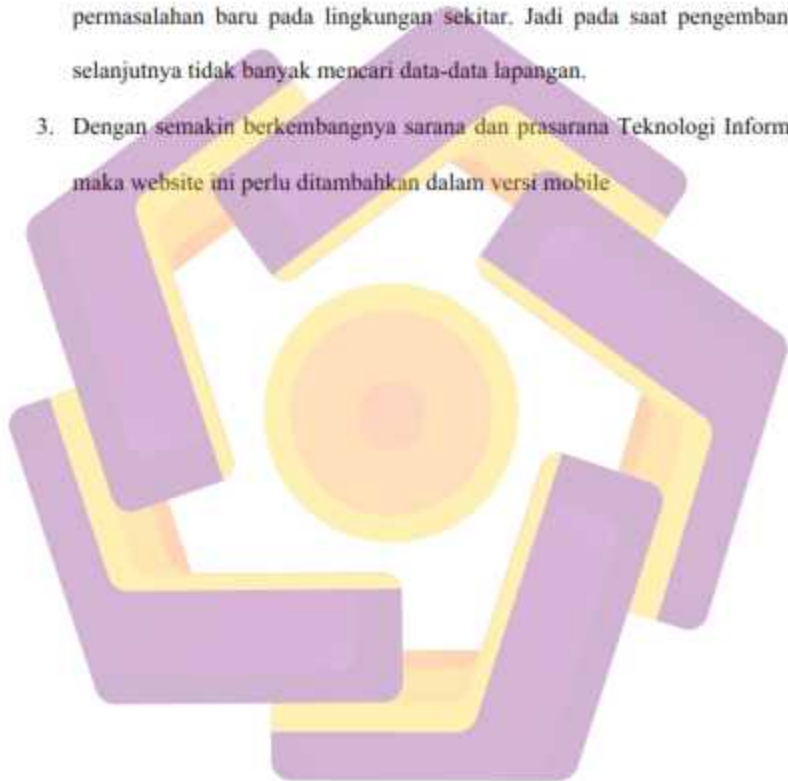 permasalahan baru pada lingkungan sekitar. Jadi pada saat pengemban
selanjutnya tidak banyak mencari data-data lapangan.
3. Dengan semakin berkembangnya sarana dan prasarana Teknologi Inform
maka website ini perlu ditambahkan dalam versi mobile